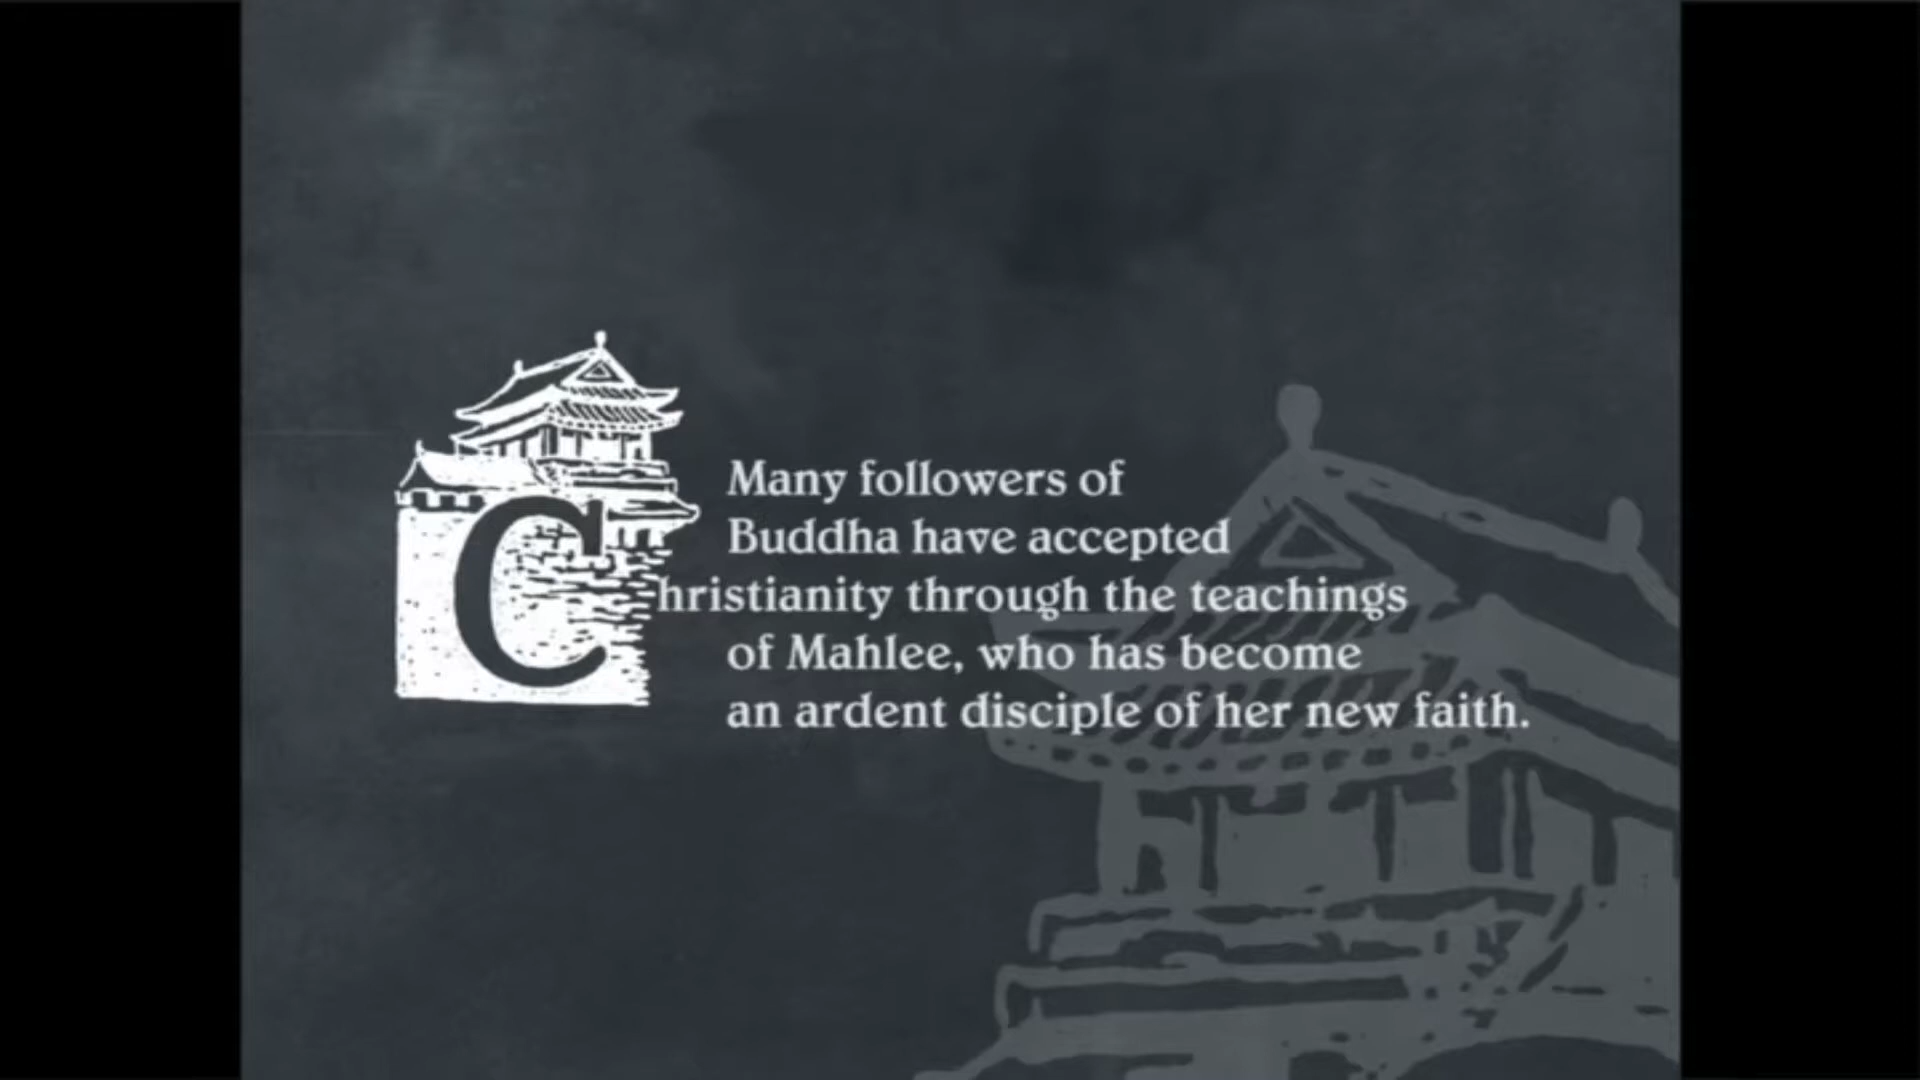 Many followers of
Buddha have accepted
Christianity through the teachings
of Mahlee, who has become
an ardent disciple of her new faith.